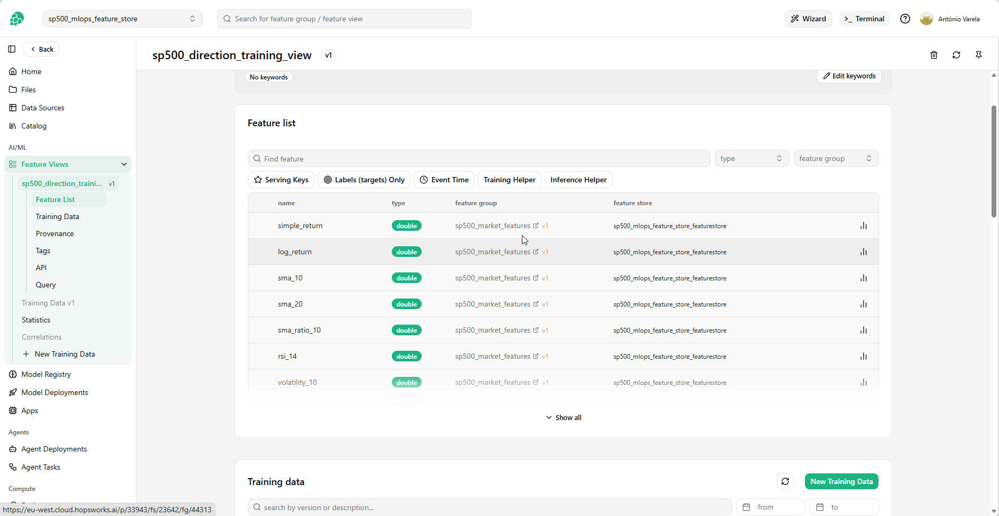 sp500_mlops_feature_store
Search for feature group / feature view
Wizard
>_ Terminal
António Varela
Back
sp500_direction_training_view v1
Home
Files
Data Sources
Catalog
AI/ML
Feature Views
sp500_direction_traini... v1
Feature List
Training Data
Provenance
Tags
API
Query
Training Data v1
Statistics
Correlations
+ New Training Data
Model Registry
Model Deployments
Apps
Agents
Agent Deployments
Agent Tasks
Compute
https://eu-west.cloud.hopsworks.ai/p/33943/fs/23642/fg/44313
No keywords
Edit keywords
Feature list
Find feature
type
feature group
Serving Keys
Labels (targets) Only
Event Time
Training Helper
Inference Helper
name type feature group feature store
simple_return double sp500_market_features v1 sp500_mlops_feature_store_featurestore
log_return double sp500_market_features v1 sp500_mlops_feature_store_featurestore
sma_10 double sp500_market_features v1 sp500_mlops_feature_store_featurestore
sma_20 double sp500_market_features v1 sp500_mlops_feature_store_featurestore
sma_ratio_10 double sp500_market_features v1 sp500_mlops_feature_store_featurestore
rsi_14 double sp500_market_features v1 sp500_mlops_feature_store_featurestore
volatility_10 double sp500_market_features v1 sp500_mlops_feature_store_featurestore
Show all
Training data
New Training Data
search by version or description...
from
to